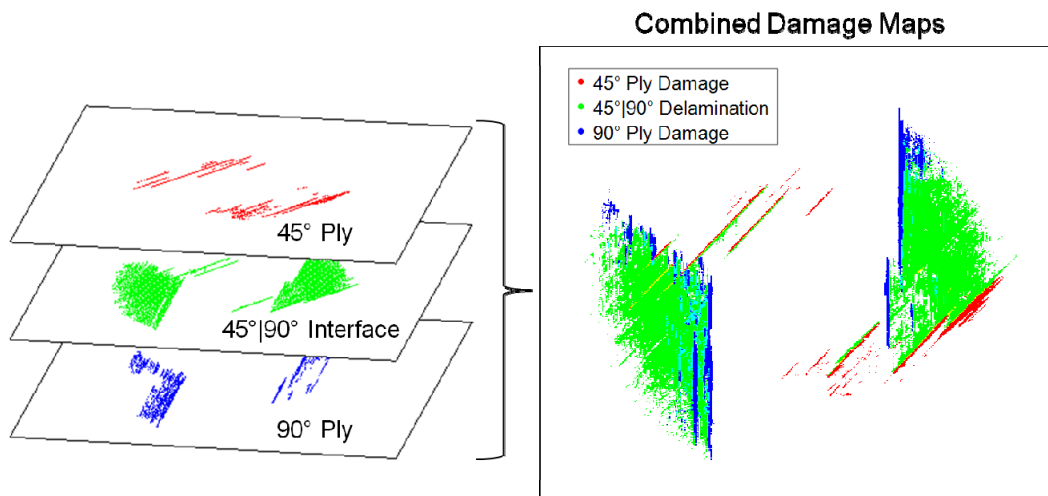 Combined Damage Maps
45° Ply Damage
45°|90° Delamination
90° Ply Damage
45° Ply
45°|90° Interface
90° Ply